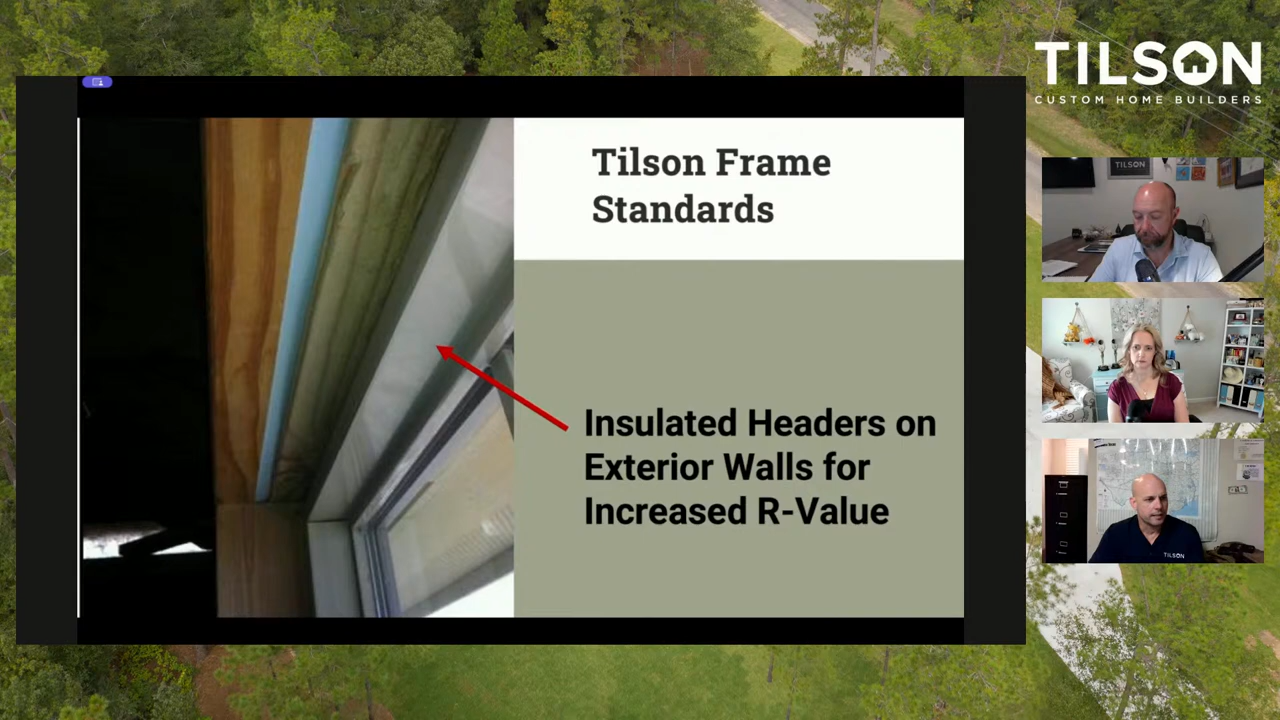 TILSON
CUSTOM HOME BUILDERS
Tilson Frame
Standards
Insulated Headers on
Exterior Walls for
Increased R-Value
TILSON
TILSON